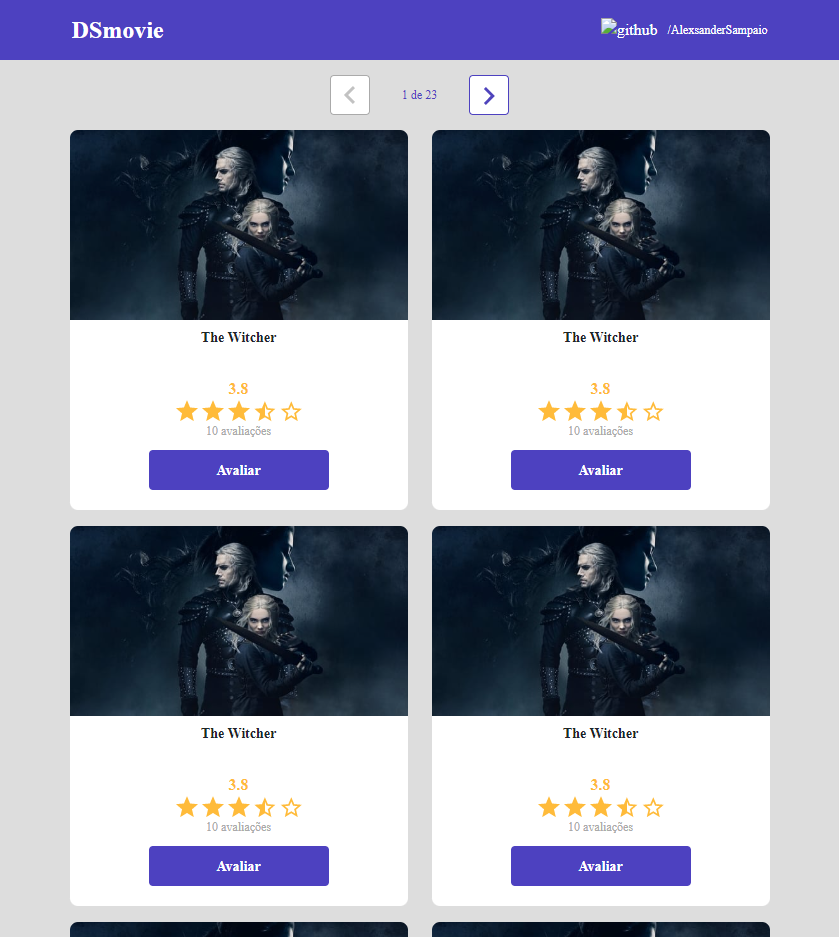 DSmovie
github /AlexsanderSampaio
1 de 23
The Witcher
3.8
10 avaliações
Avaliar
The Witcher
3.8
10 avaliações
Avaliar
The Witcher
3.8
10 avaliações
Avaliar
The Witcher
3.8
10 avaliações
Avaliar